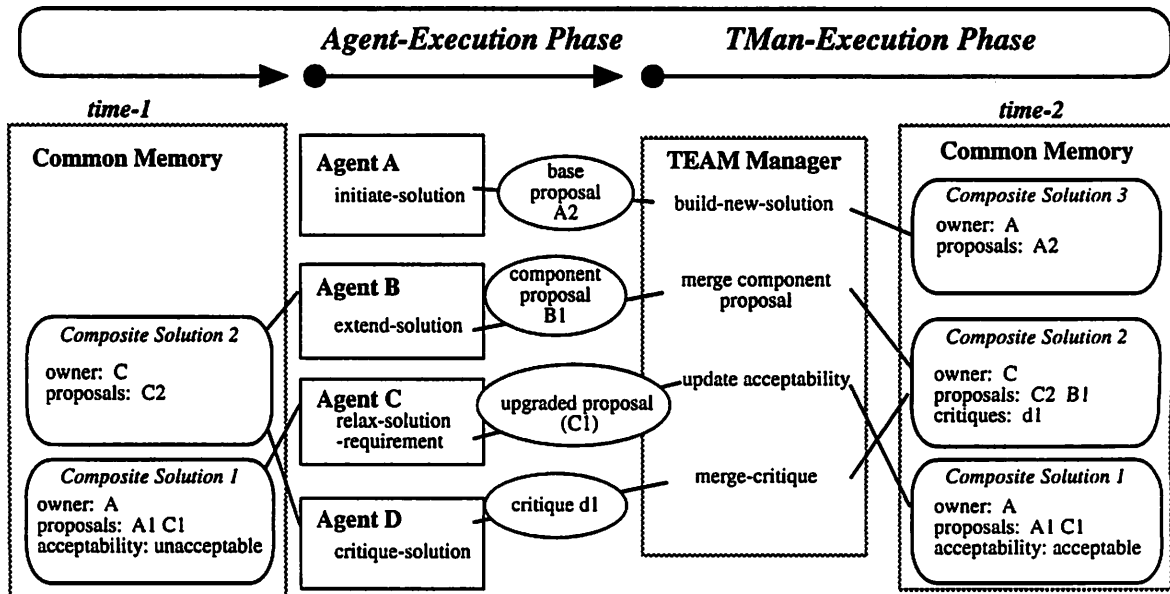 Agent-Execution Phase
TMan-Execution Phase
time-1
Common Memory
Composite Solution 2
owner: C
proposals: C2
Composite Solution 1
owner: A
proposals: A1 C1
acceptability: unacceptable
Agent A
initiate-solution
base
proposal
A2
Agent B
extend-solution
component
proposal
B1
Agent C
relax-solution
-requirement
upgraded proposal
(C1)
Agent D
critique-solution
critique d1
TEAM Manager
build-new-solution
merge component
proposal
update acceptability
merge-critique
time-2
Common Memory
Composite Solution 3
owner: A
proposals: A2
Composite Solution 2
owner: C
proposals: C2 B1
critiques: d1
Composite Solution 1
owner: A
proposals: A1 C1
acceptability: acceptable